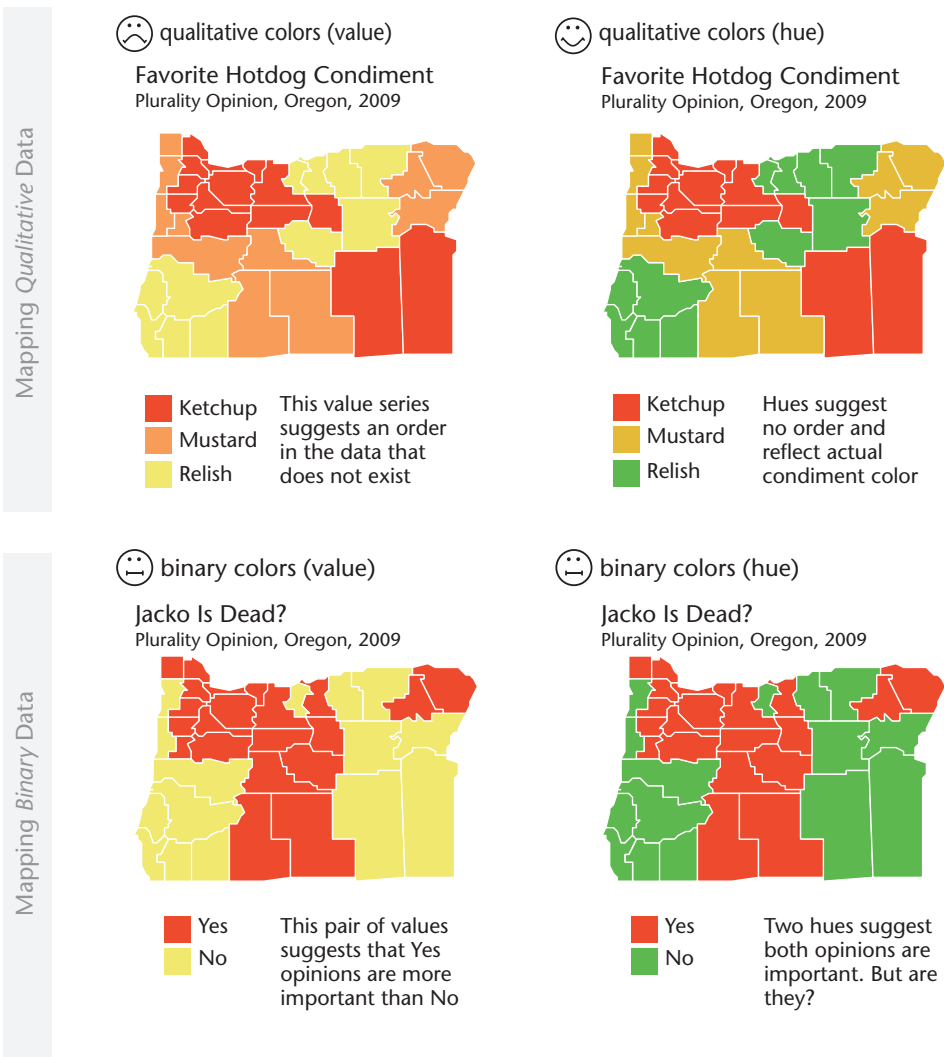 Mapping Qualitative Data
qualitative colors (value)
Favorite Hotdog Condiment
Plurality Opinion, Oregon, 2009
Ketchup
Mustard
Relish
This value series
suggests an order
in the data that
does not exist
qualitative colors (hue)
Favorite Hotdog Condiment
Plurality Opinion, Oregon, 2009
Ketchup
Mustard
Relish
Hues suggest
no order and
reflect actual
condiment color
Mapping Binary Data
binary colors (value)
Jacko Is Dead?
Plurality Opinion, Oregon, 2009
Yes
No
This pair of values
suggests that Yes
opinions are more
important than No
binary colors (hue)
Jacko Is Dead?
Plurality Opinion, Oregon, 2009
Yes
No
Two hues suggest
both opinions are
important. But are
they?